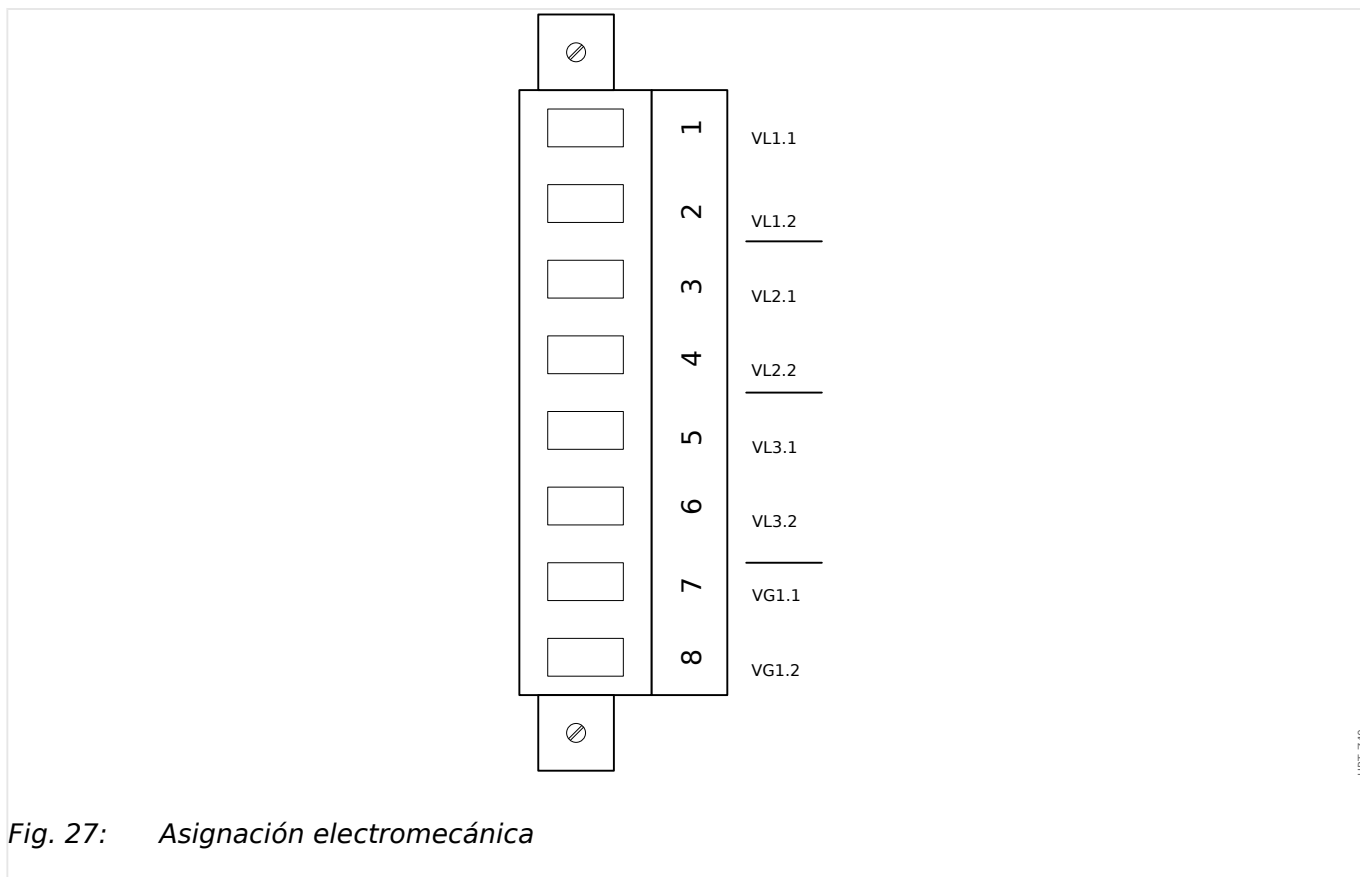 1 VL1.1
2 VL1.2
3 VL2.1
4 VL2.2
5 VL3.1
6 VL3.2
7 VG1.1
8 VG1.2
Fig. 27: Asignación electromecánica